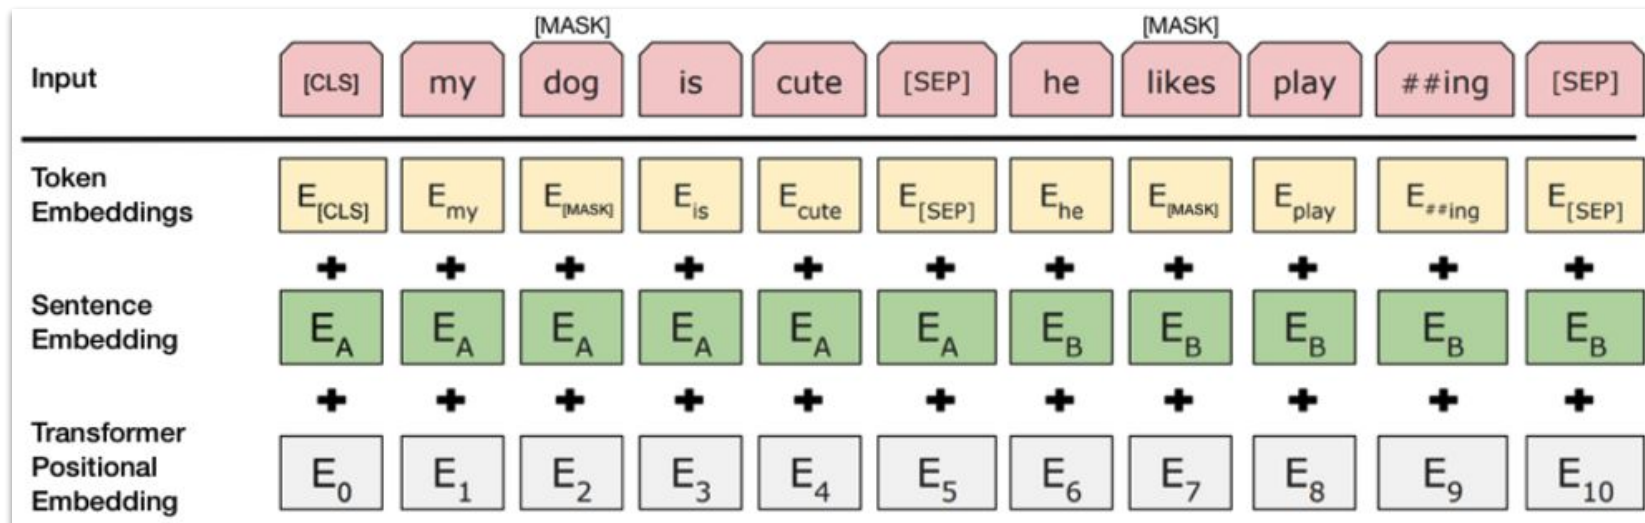 [MASK] [MASK]
Input [CLS] my dog is cute [SEP] he likes play ##ing [SEP]
Token
Embeddings E[CLS] Emy E[MASK] Eis Ecute E[SEP] Ehe E[MASK] Eplay E##ing E[SEP]
+ + + + + + + + + + +
Sentence
Embedding EA EA EA EA EA EA EB EB EB EB EB
+ + + + + + + + + + +
Transformer
Positional
Embedding E0 E1 E2 E3 E4 E5 E6 E7 E8 E9 E10